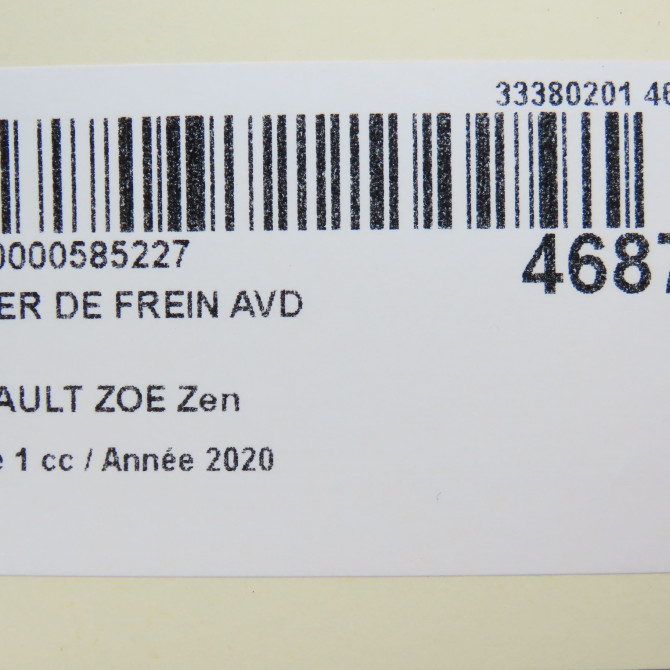 33380201 46
0000585227
4687
ER DE FREIN AVD
AULT ZOE Zen
e 1 cc / Année 2020